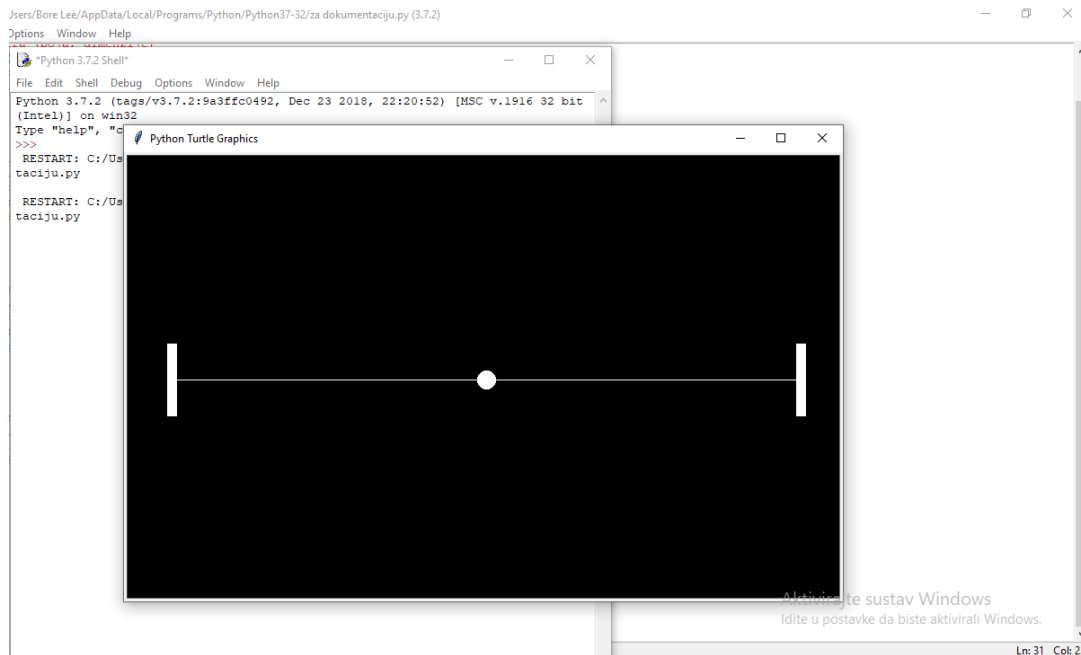 Jsers/Bore Lee/AppData/Local/Programs/Python/Python37-32/za dokumentaciju.py (3.7.2)
Options Window Help
*Python 3.7.2 Shell*
File Edit Shell Debug Options Window Help
Python 3.7.2 (tags/v3.7.2:9a3ffc0492, Dec 23 2018, 22:20:52) [MSC v.1916 32 bit
(Intel)] on win32
Type "help", "c
>>>
RESTART: C:/Us
taciju.py
RESTART: C:/Us
taciju.py
Python Turtle Graphics
Aktivirajte sustav Windows
Idite u postavke da biste aktivirali Windows.
Ln: 31 Col: 2